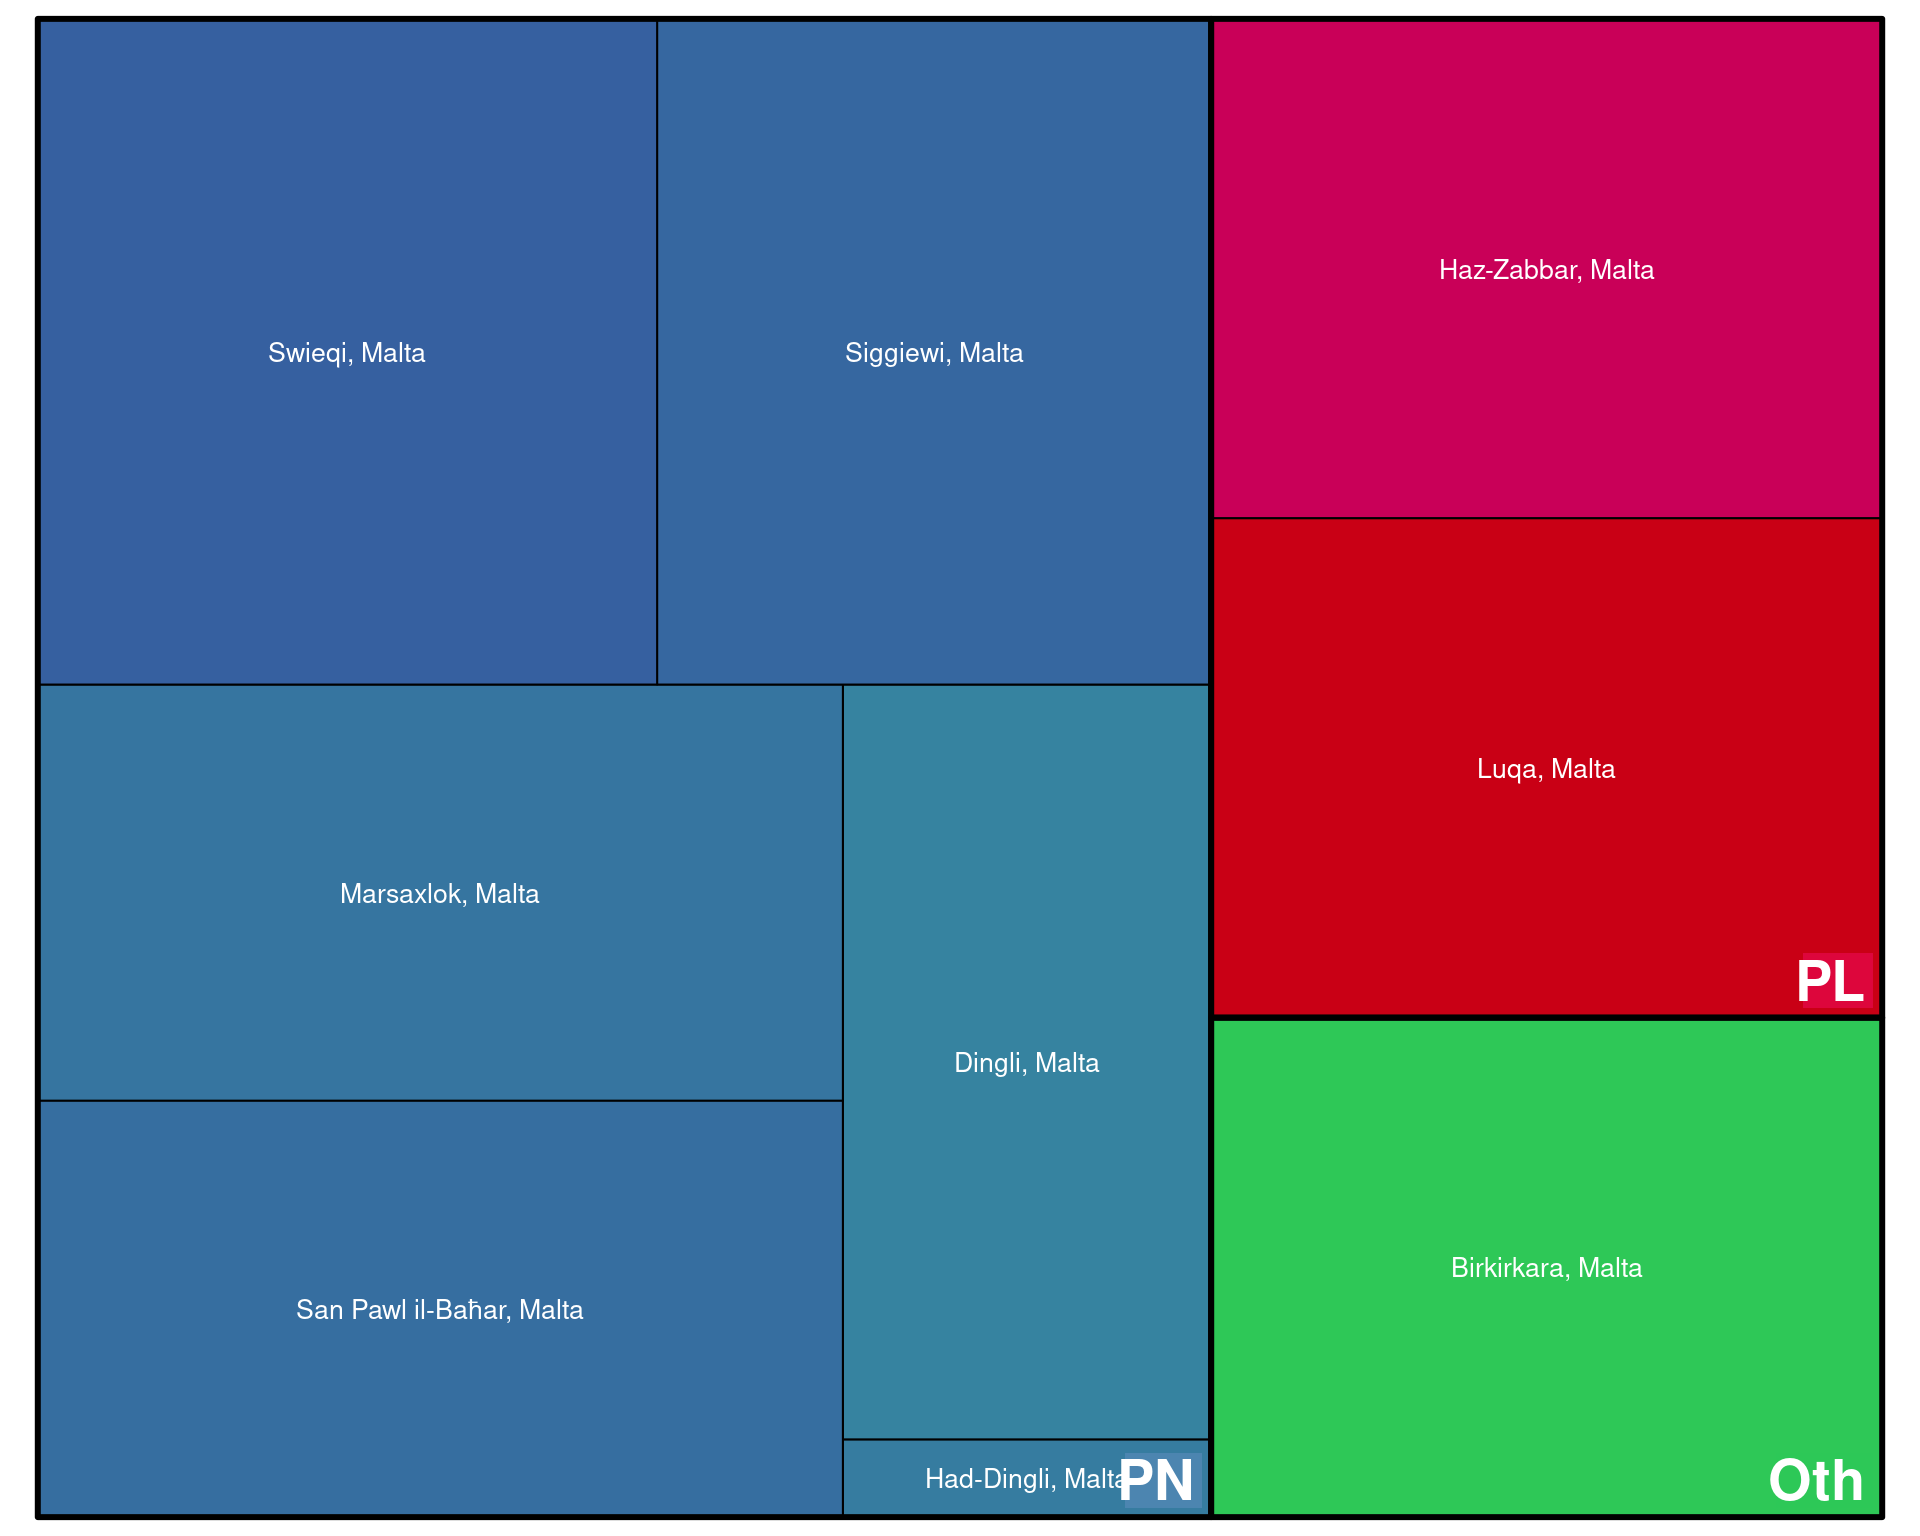 Swieqi, Malta
Siggiewi, Malta
Haz-Zabbar, Malta
Luqa, Malta
PL
Marsaxlok, Malta
Dingli, Malta
San Pawl il-Baħar, Malta
Had-Dingli, Malta
PN
Birkirkara, Malta
Oth